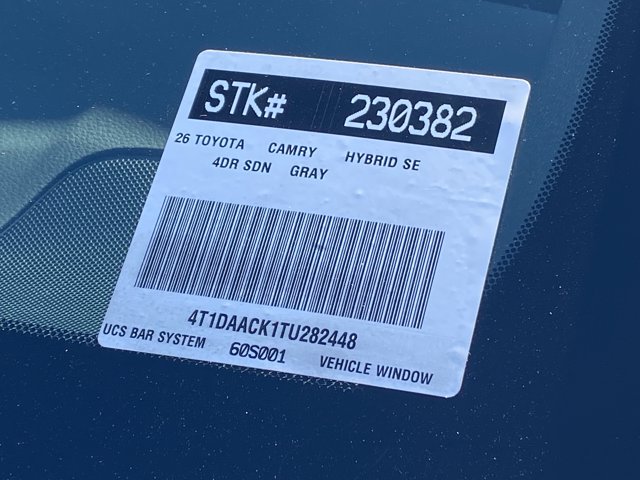 STK# 230382
26 TOYOTA CAMRY HYBRID SE
4DR SDN GRAY
4T1DAACK1TU282448
UCS BAR SYSTEM 60S001 VEHICLE WINDOW